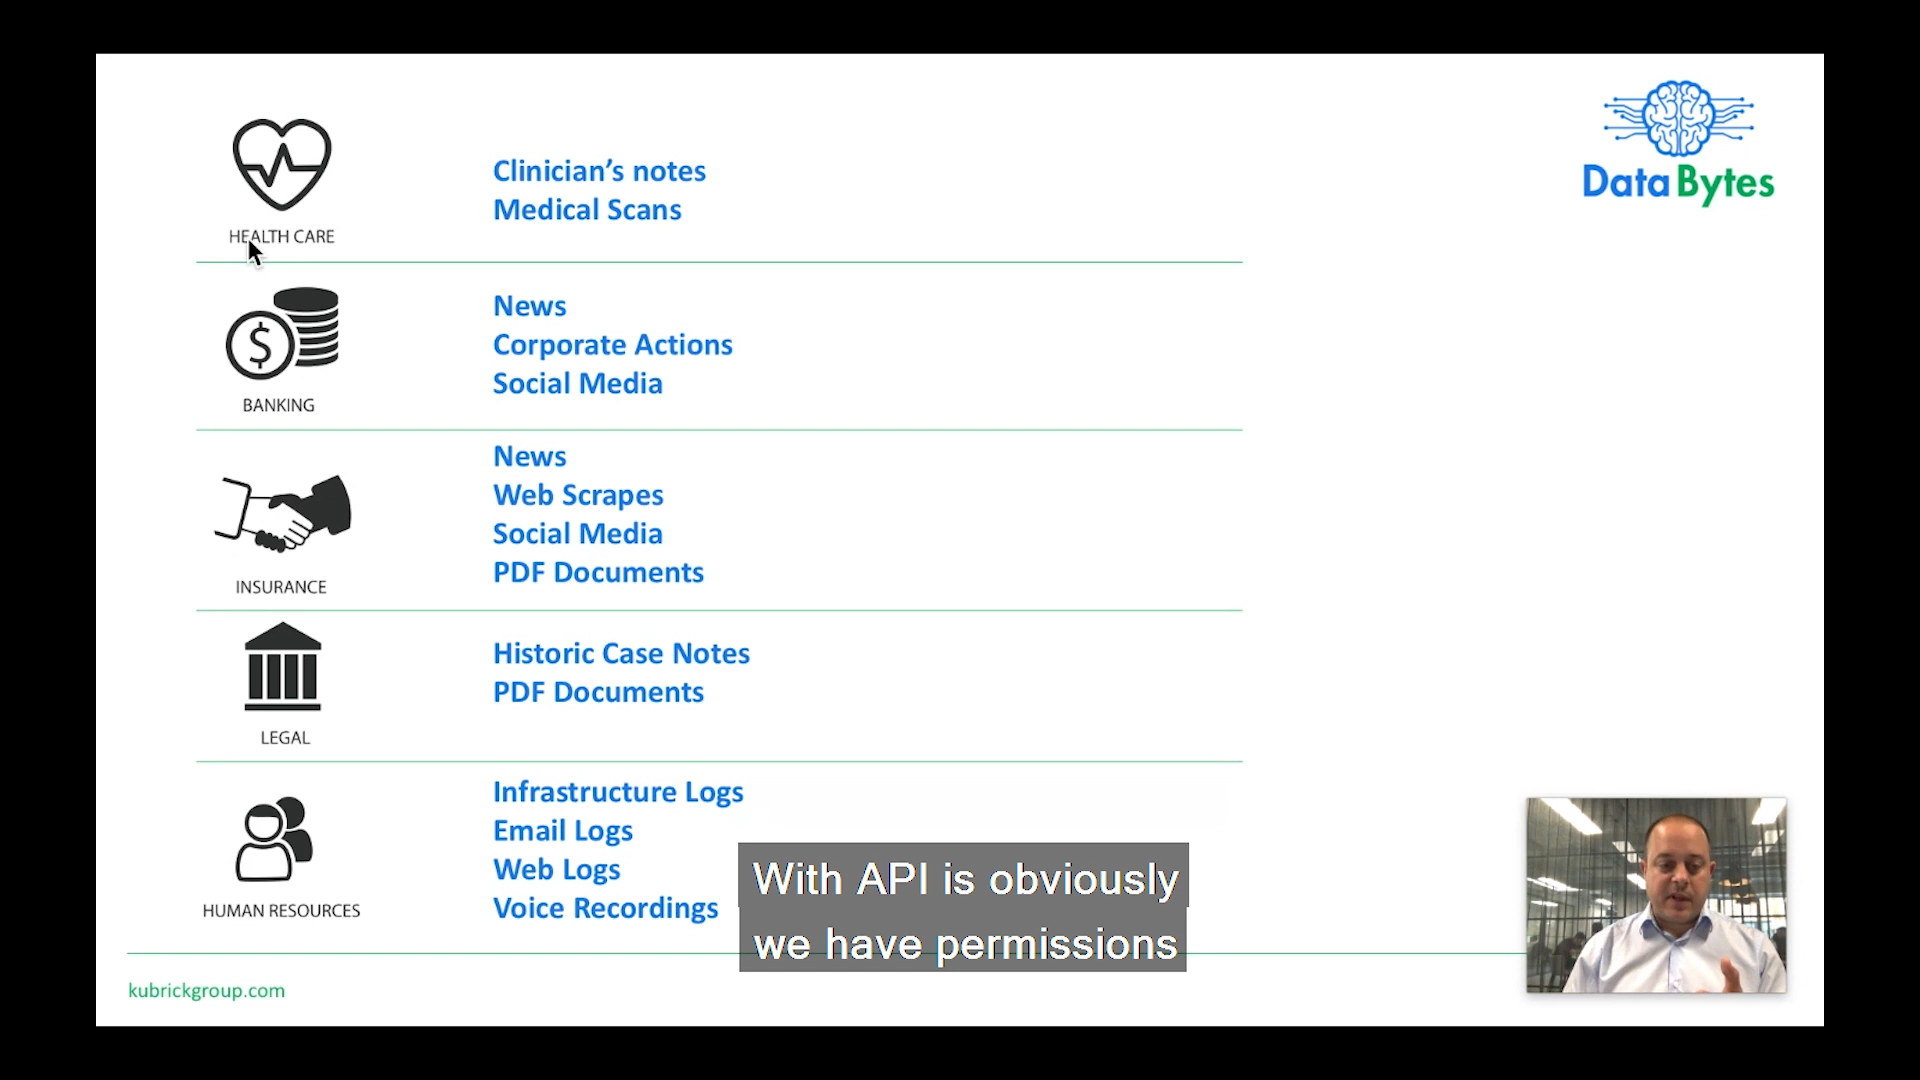 Data Bytes
Clinician's notes
Medical Scans
HEALTH CARE
News
Corporate Actions
Social Media
BANKING
News
Web Scrapes
Social Media
PDF Documents
INSURANCE
Historic Case Notes
PDF Documents
LEGAL
Infrastructure Logs
Email Logs
Web Logs
Voice Recordings
HUMAN RESOURCES
With API is obviously
we have permissions
kubrickgroup.com